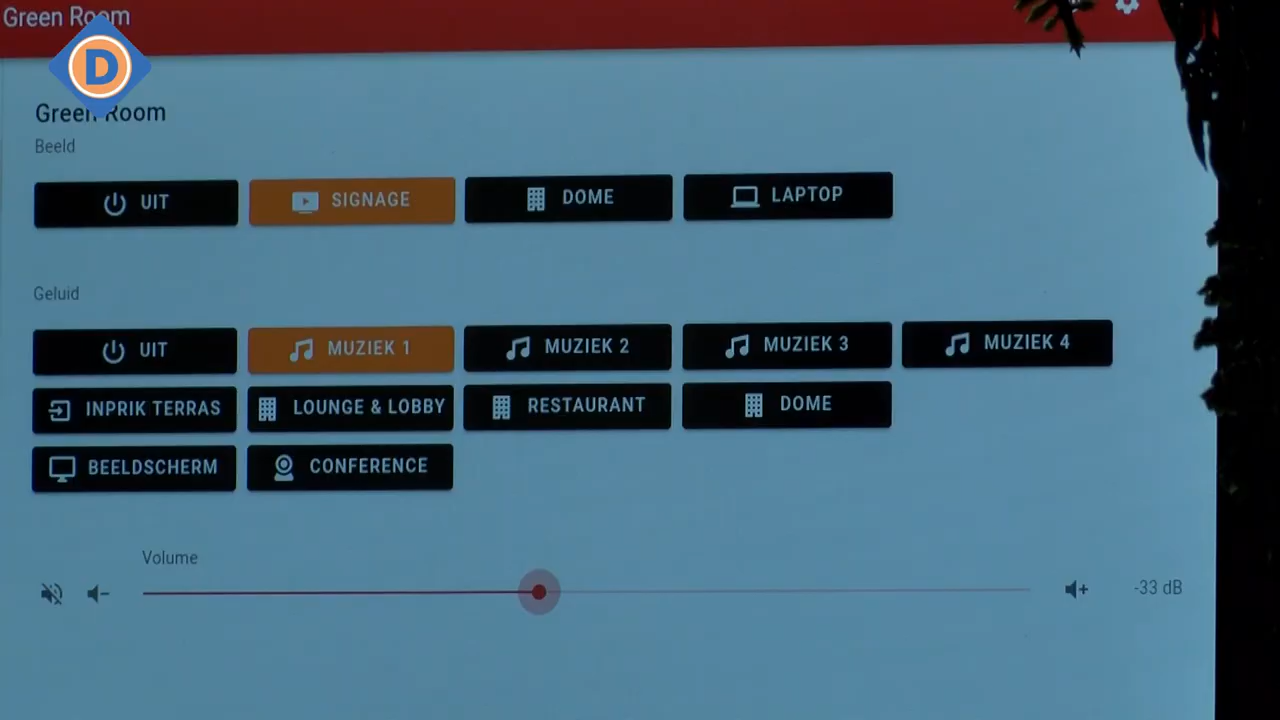 Green Room
D
Green Room
Beeld
UIT SIGNAGE DOME LAPTOP
Geluid
UIT MUZIEK 1 MUZIEK 2 MUZIEK 3 MUZIEK 4
INPRIK TERRAS LOUNGE & LOBBY RESTAURANT DOME
BEELDSCHERM CONFERENCE
Volume
-33 dB